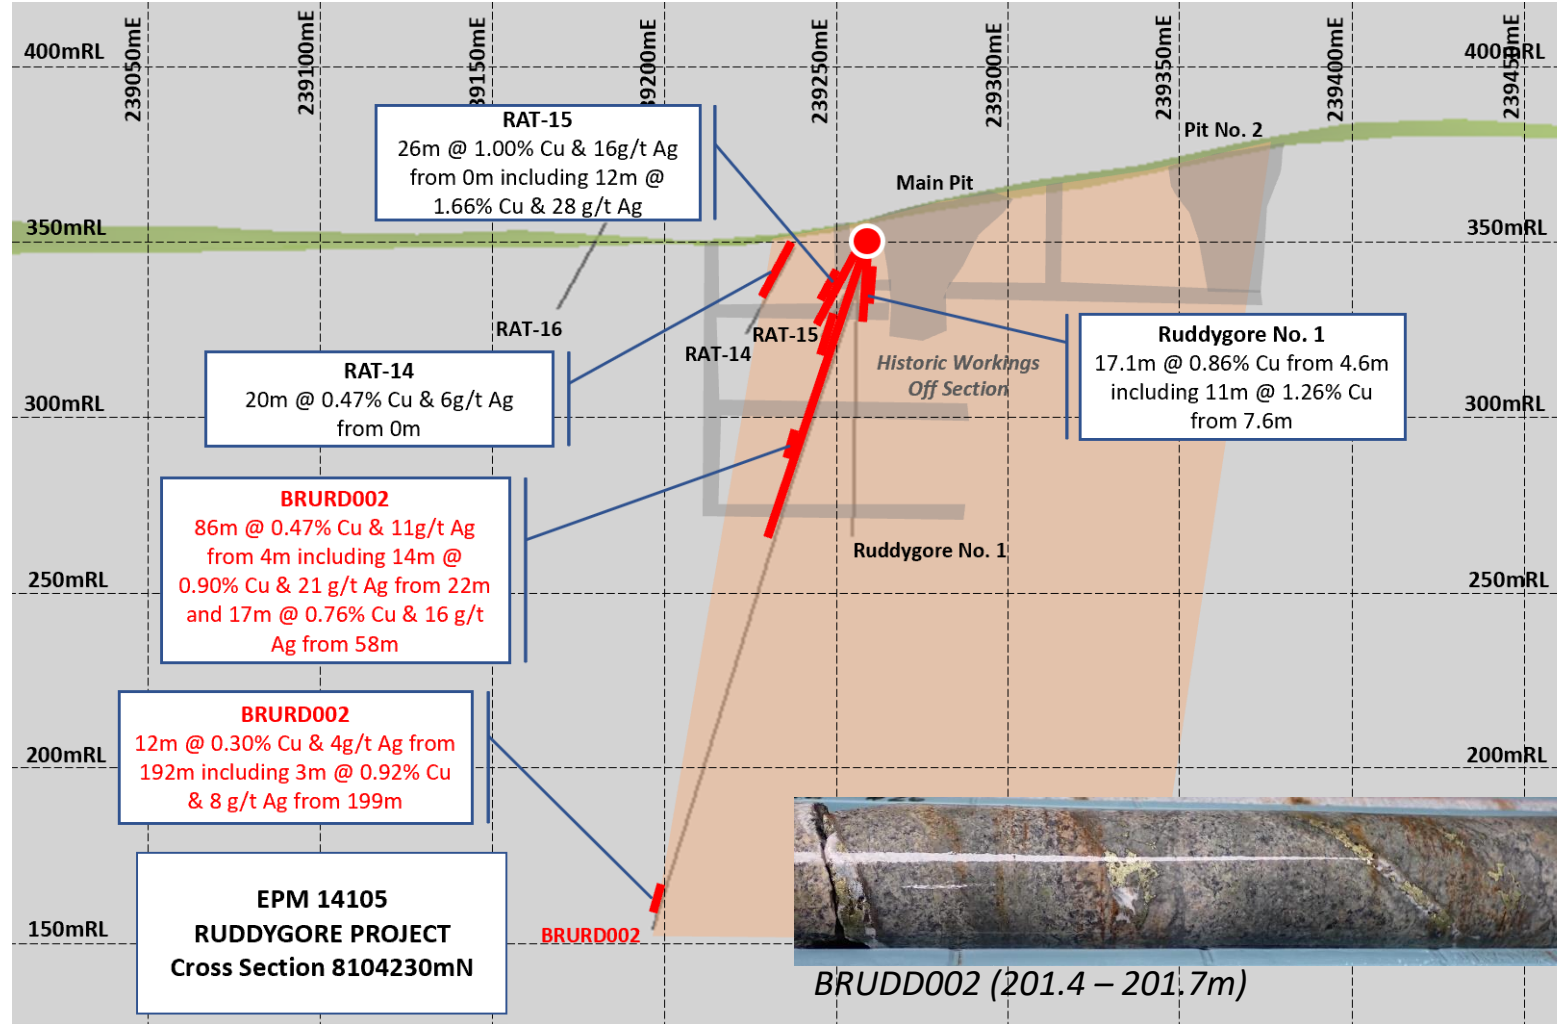 239050mE
239100mE
239150mE
239200mE
239250mE
239300mE
239350mE
239400mE
239450mE
400mRL
400mRL
Pit No. 2
RAT-15
26m @ 1.00% Cu & 16g/t Ag
from 0m including 12m @
1.66% Cu & 28 g/t Ag
Main Pit
350mRL
350mRL
RAT-16
RAT-15
RAT-14
Ruddygore No. 1
17.1m @ 0.86% Cu from 4.6m
including 11m @ 1.26% Cu
from 7.6m
Historic Workings
Off Section
RAT-14
20m @ 0.47% Cu & 6g/t Ag
from 0m
300mRL
300mRL
BRURD002
86m @ 0.47% Cu & 11g/t Ag
from 4m including 14m @
0.90% Cu & 21 g/t Ag from 22m
and 17m @ 0.76% Cu & 16 g/t
Ag from 58m
Ruddygore No. 1
250mRL
250mRL
BRURD002
12m @ 0.30% Cu & 4g/t Ag from
192m including 3m @ 0.92% Cu
& 8 g/t Ag from 199m
200mRL
200mRL
EPM 14105
RUDDYGORE PROJECT
Cross Section 8104230mN
150mRL
BRURD002
BRUDD002 (201.4 – 201.7m)